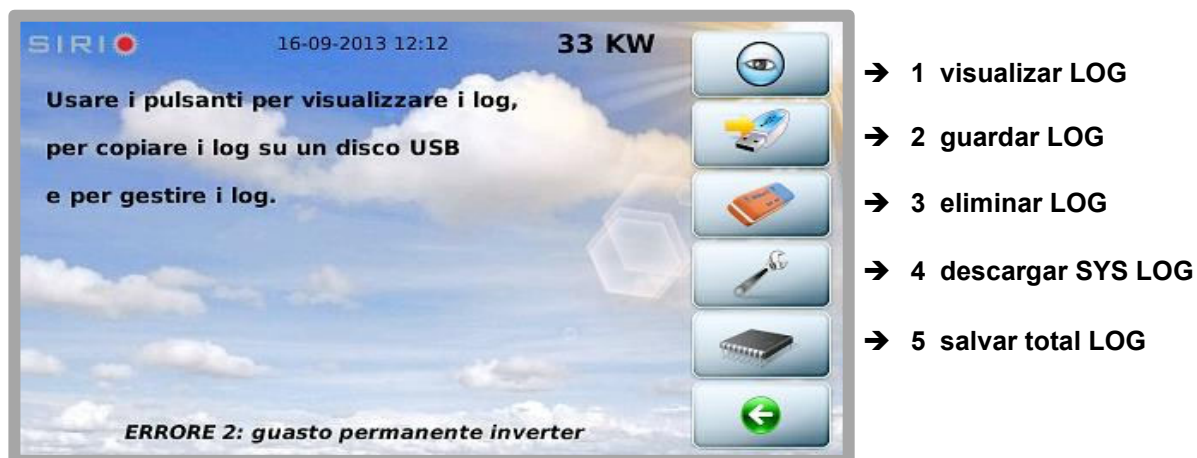 SIRIO 16-09-2013 12:12 33 KW
Usare i pulsanti per visualizzare i log,
per copiare i log su un disco USB
e per gestire i log.
ERRORE 2: guasto permanente inverter
➔ 1 visualizar LOG
➔ 2 guardar LOG
➔ 3 eliminar LOG
➔ 4 descargar SYS LOG
➔ 5 salvar total LOG